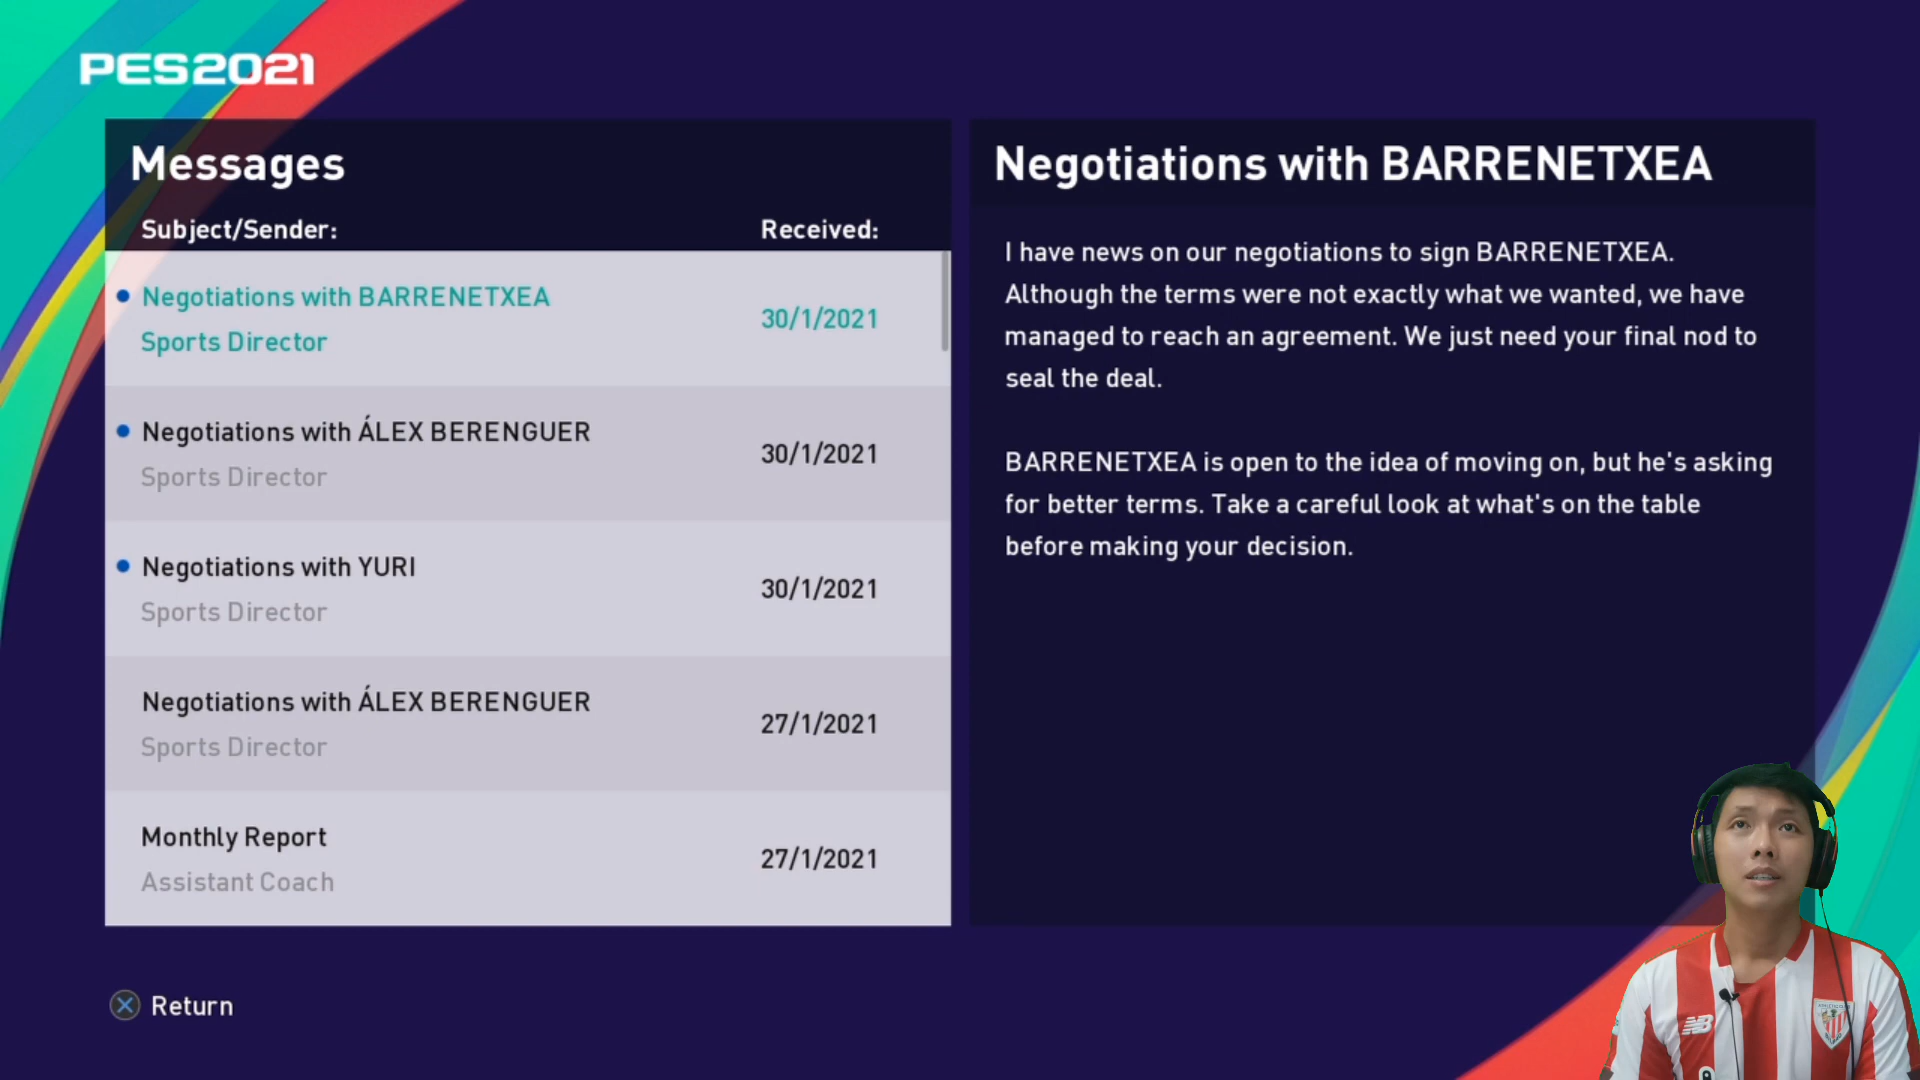 PES2021
Messages
Subject/Sender:
Received:
Negotiations with BARRENETXEA
Sports Director
30/1/2021
Negotiations with ÁLEX BERENGUER
Sports Director
30/1/2021
Negotiations with YURI
Sports Director
30/1/2021
Negotiations with ÁLEX BERENGUER
Sports Director
27/1/2021
Monthly Report
Assistant Coach
27/1/2021
Return
Negotiations with BARRENETXEA
I have news on our negotiations to sign BARRENETXEA.
Although the terms were not exactly what we wanted, we have
managed to reach an agreement. We just need your final nod to
seal the deal.
BARRENETXEA is open to the idea of moving on, but he's asking
for better terms. Take a careful look at what's on the table
before making your decision.
NB